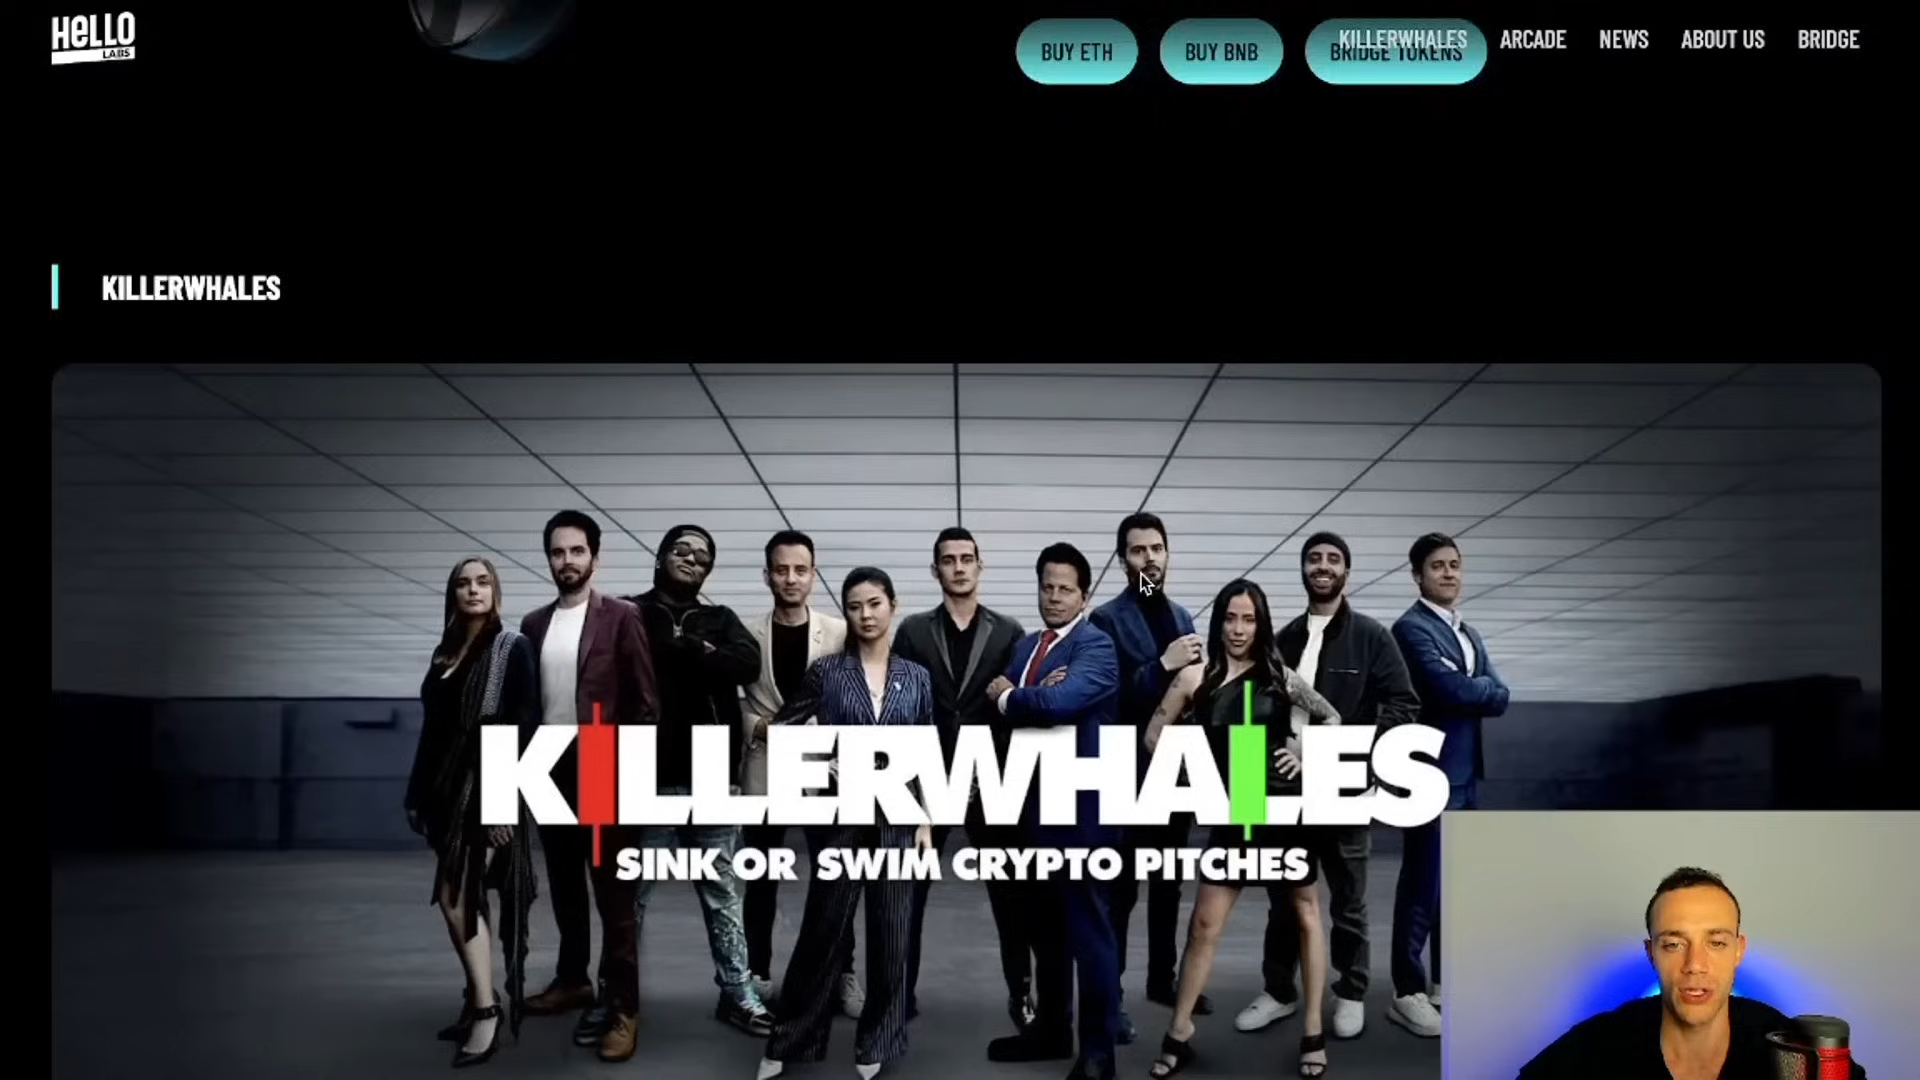 HELLO
LABS
BUY ETH
BUY BNB
BRIDGE TOKENS
KILLERWHALES
ARCADE
NEWS
ABOUT US
BRIDGE
KILLERWHALES
KILLERWHALES
SINK OR SWIM CRYPTO PITCHES